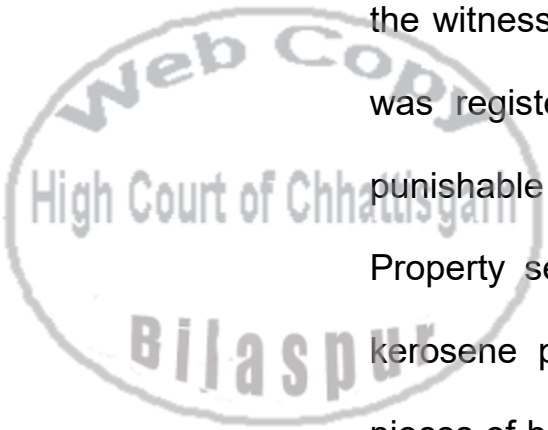 the witness
Web Copy
was registe
High Court of Chhattisgarh
punishable
Property se
Bilaspur
kerosene p